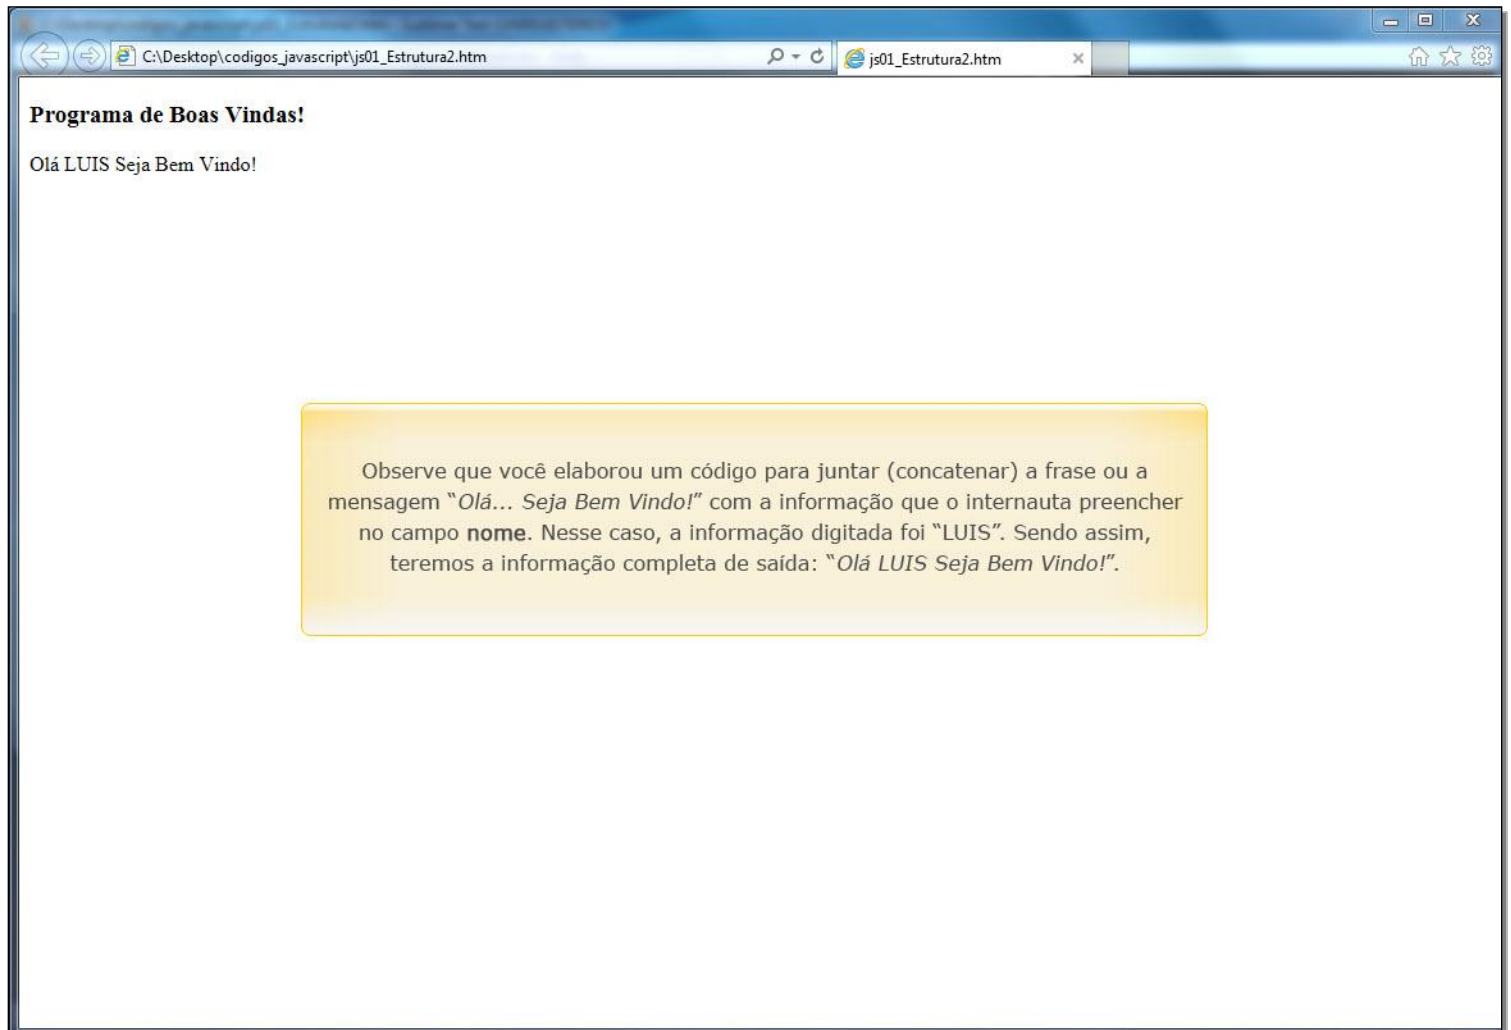 C:\Desktop\codigos_javascript\js01_Estrutura2.htm
js01_Estrutura2.htm
Programa de Boas Vindas!
Olá LUIS Seja Bem Vindo!
Observe que você elaborou um código para juntar (concatenar) a frase ou a
mensagem “Olá... Seja Bem Vindo!” com a informação que o internauta preencher
no campo nome. Nesse caso, a informação digitada foi “LUIS”. Sendo assim,
teremos a informação completa de saída: “Olá LUIS Seja Bem Vindo!”.